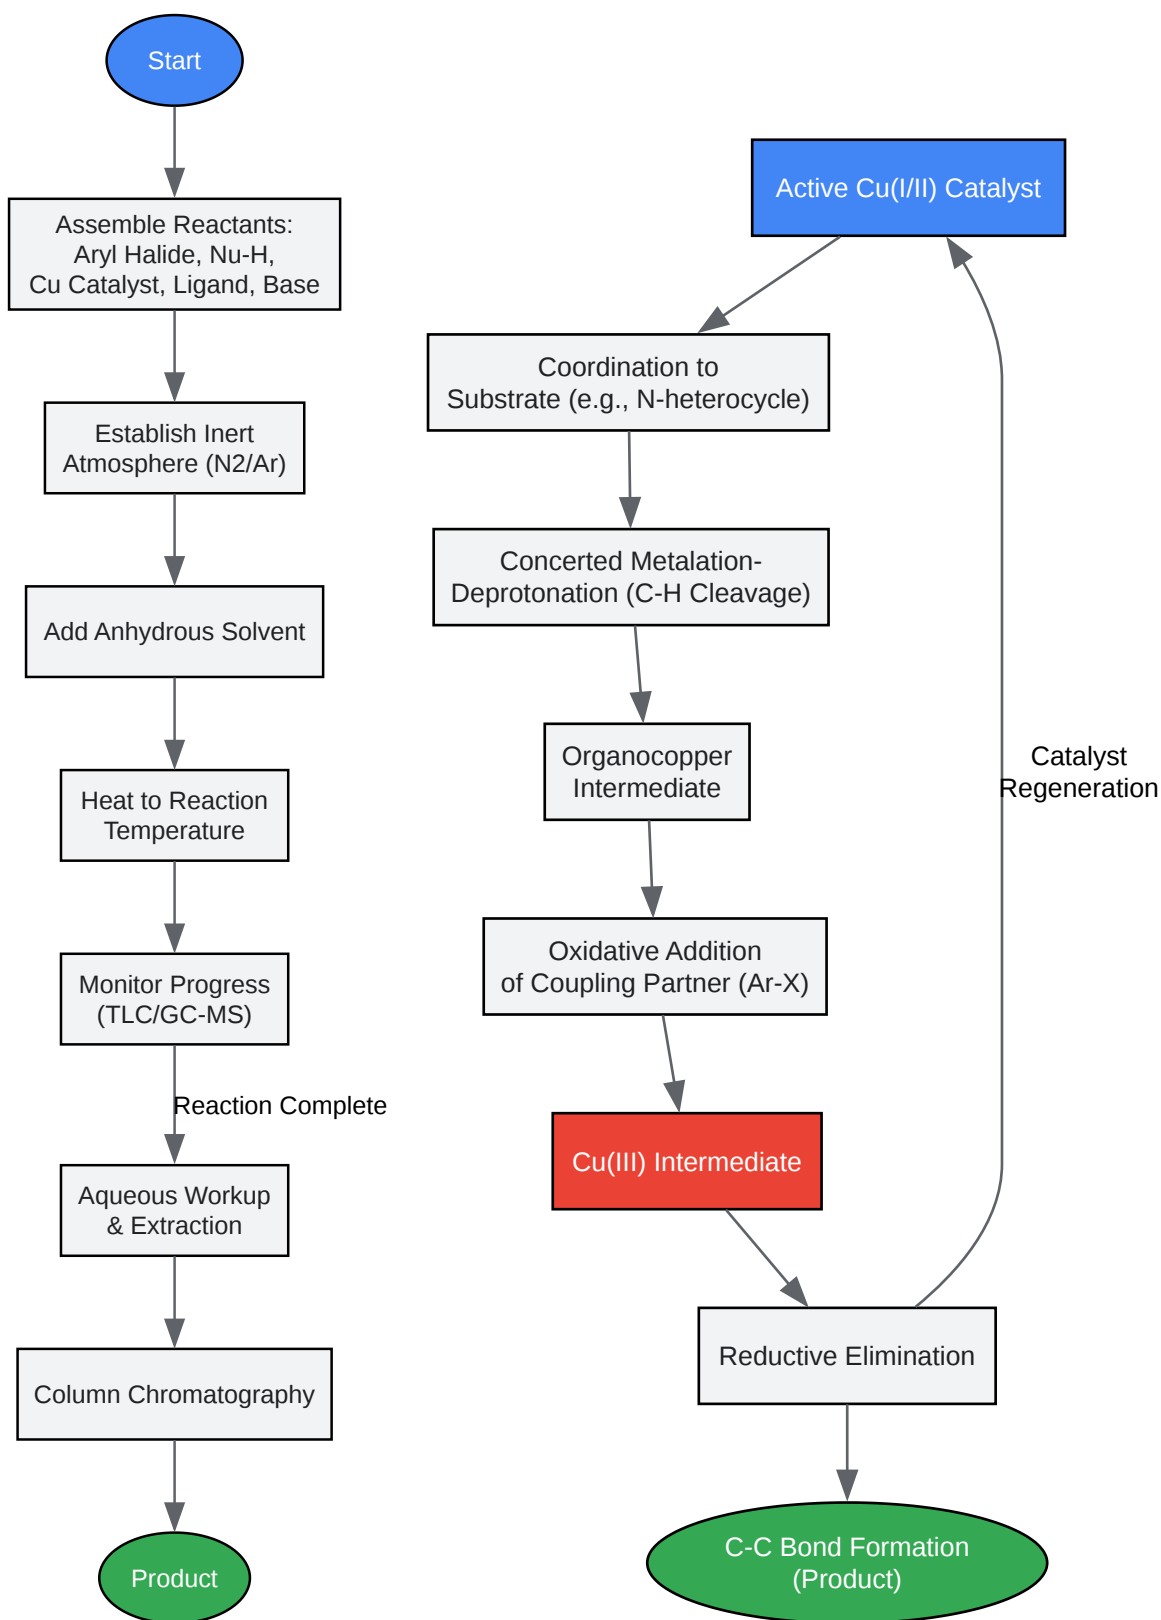 Start
Assemble Reactants:
Aryl Halide, Nu-H,
Cu Catalyst, Ligand, Base
Establish Inert
Atmosphere (N2/Ar)
Add Anhydrous Solvent
Heat to Reaction
Temperature
Monitor Progress
(TLC/GC-MS)
Reaction Complete
Aqueous Workup
& Extraction
Column Chromatography
Product
Active Cu(I/II) Catalyst
Coordination to
Substrate (e.g., N-heterocycle)
Concerted Metalation-
Deprotonation (C-H Cleavage)
Organocopper
Intermediate
Oxidative Addition
of Coupling Partner (Ar-X)
Cu(III) Intermediate
Reductive Elimination
Catalyst
Regeneration
C-C Bond Formation
(Product)